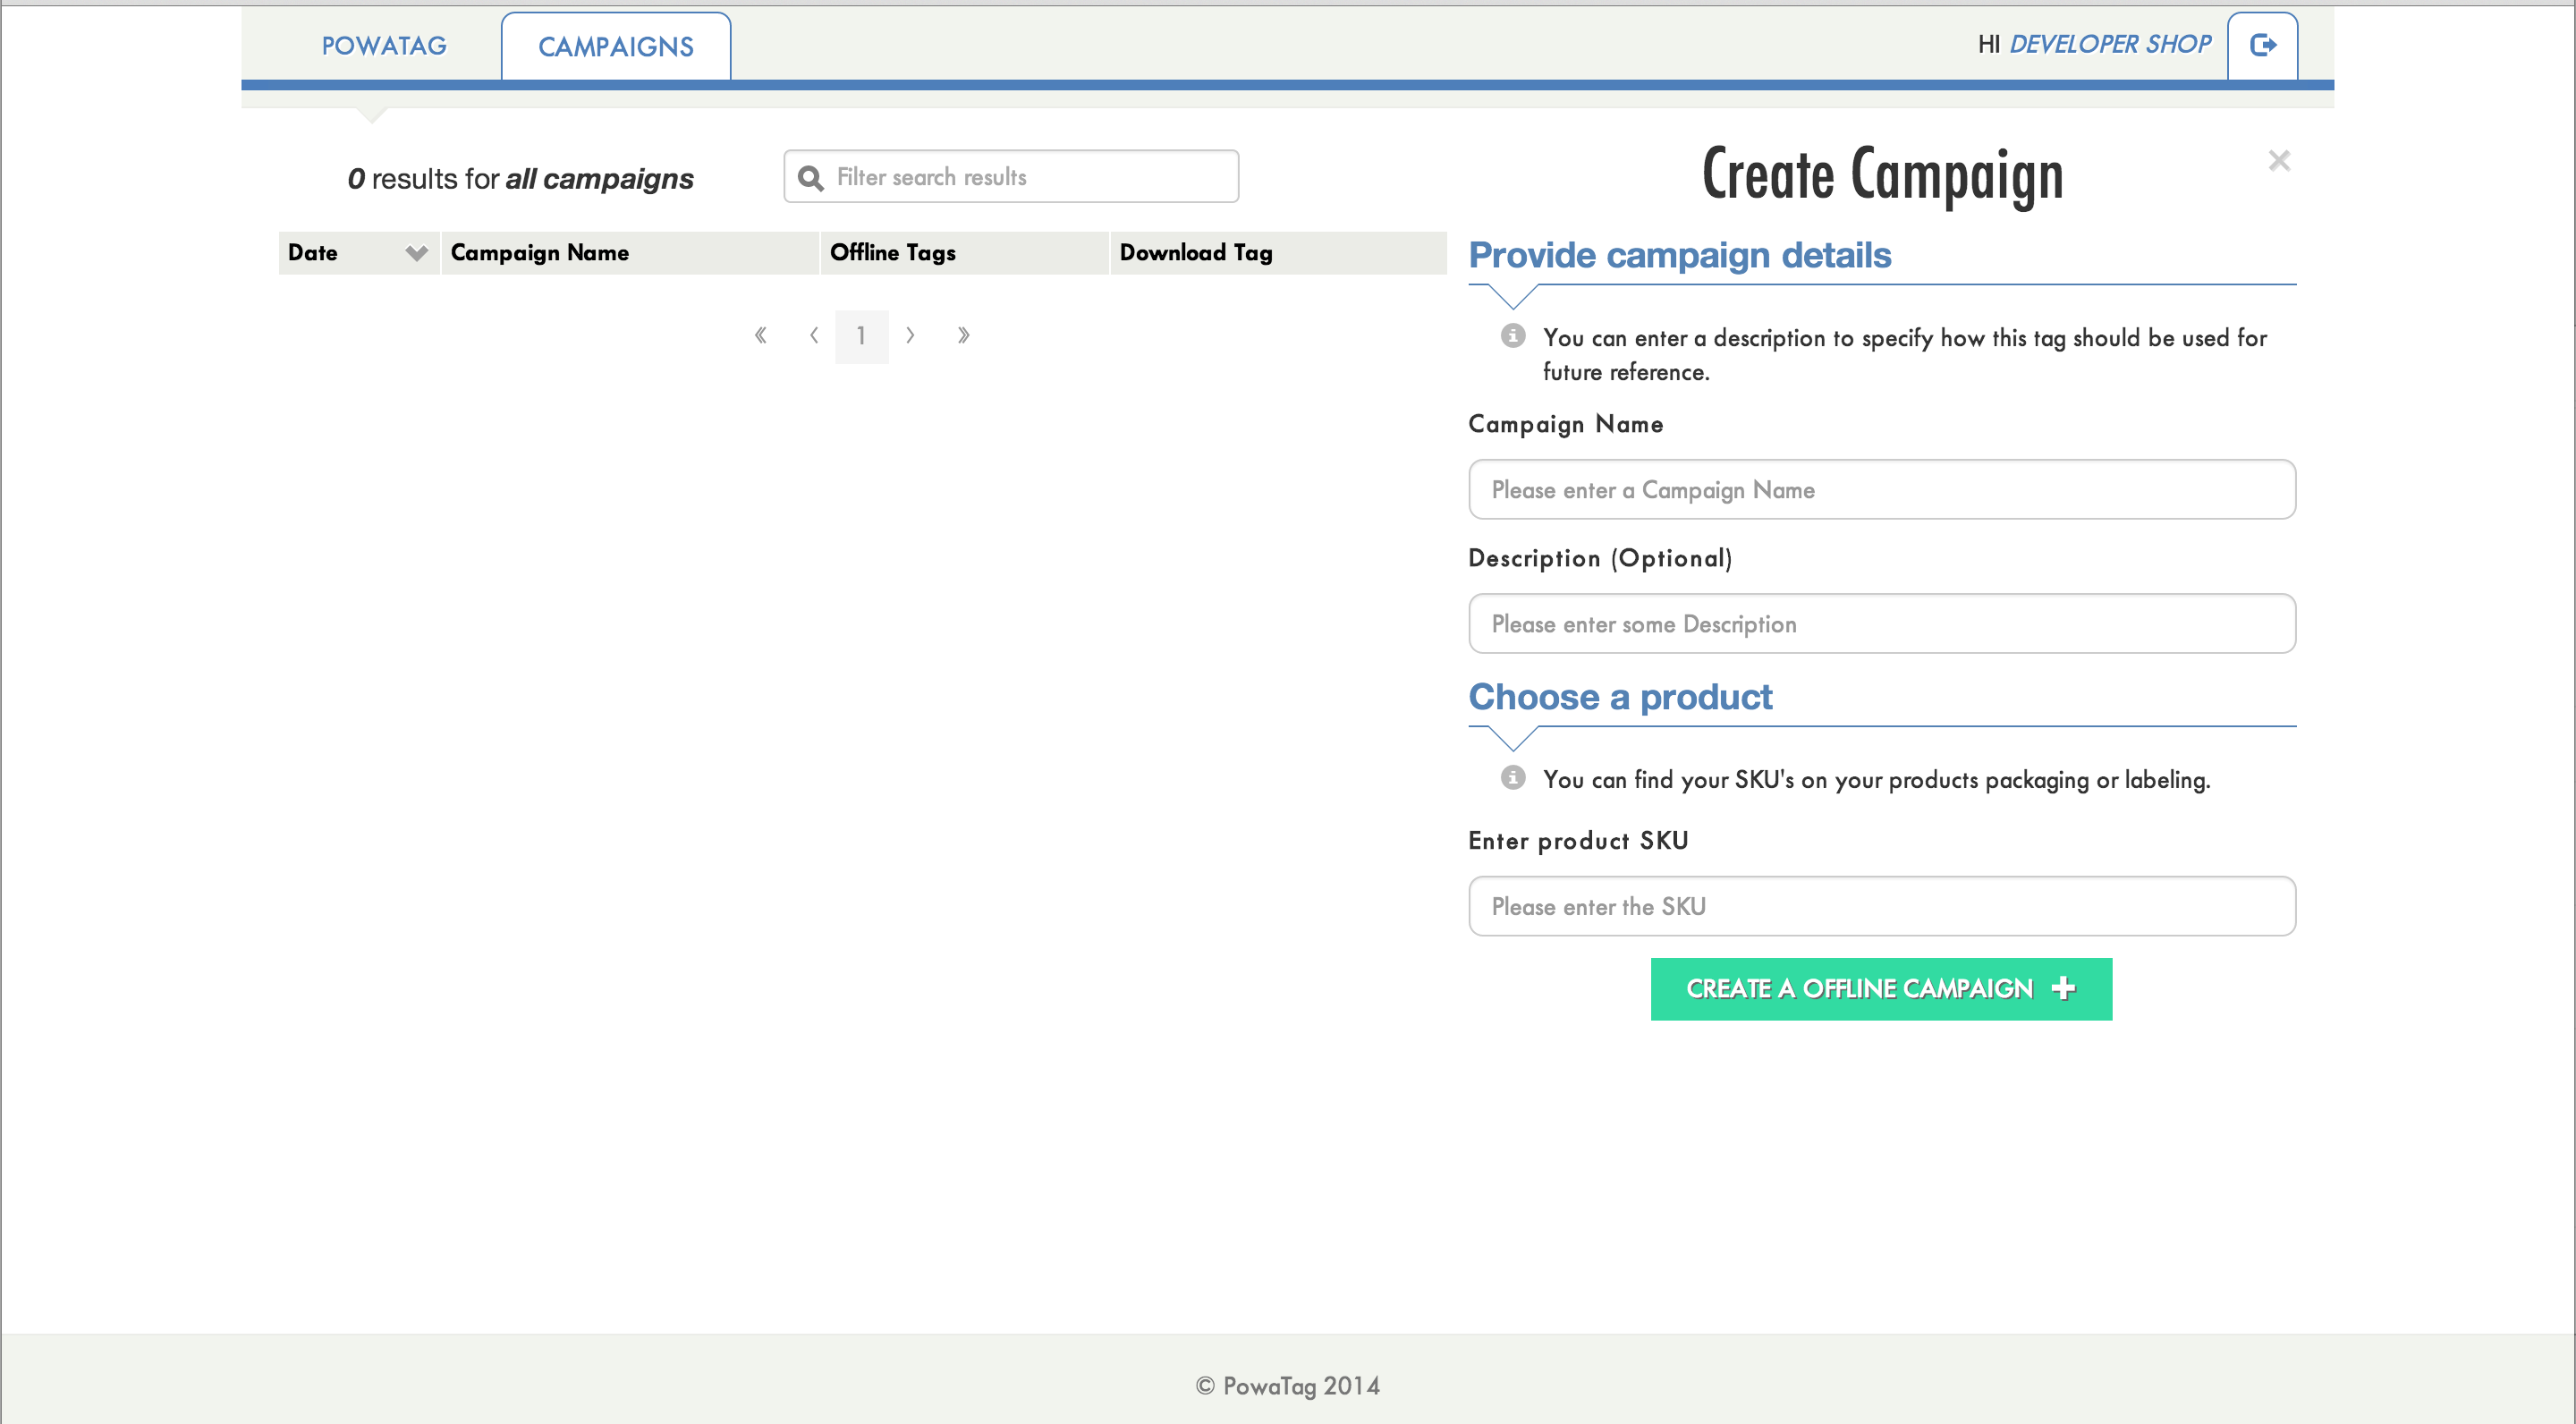 POWATAG
CAMPAIGNS
HI DEVELOPER SHOP
0 results for all campaigns
Filter search results
Date
Campaign Name
Offline Tags
Download Tag
« ‹ 1 › »
Create Campaign
×
Provide campaign details
You can enter a description to specify how this tag should be used for
future reference.
Campaign Name
Please enter a Campaign Name
Description (Optional)
Please enter some Description
Choose a product
You can find your SKU's on your products packaging or labeling.
Enter product SKU
Please enter the SKU
CREATE A OFFLINE CAMPAIGN +
© PowaTag 2014